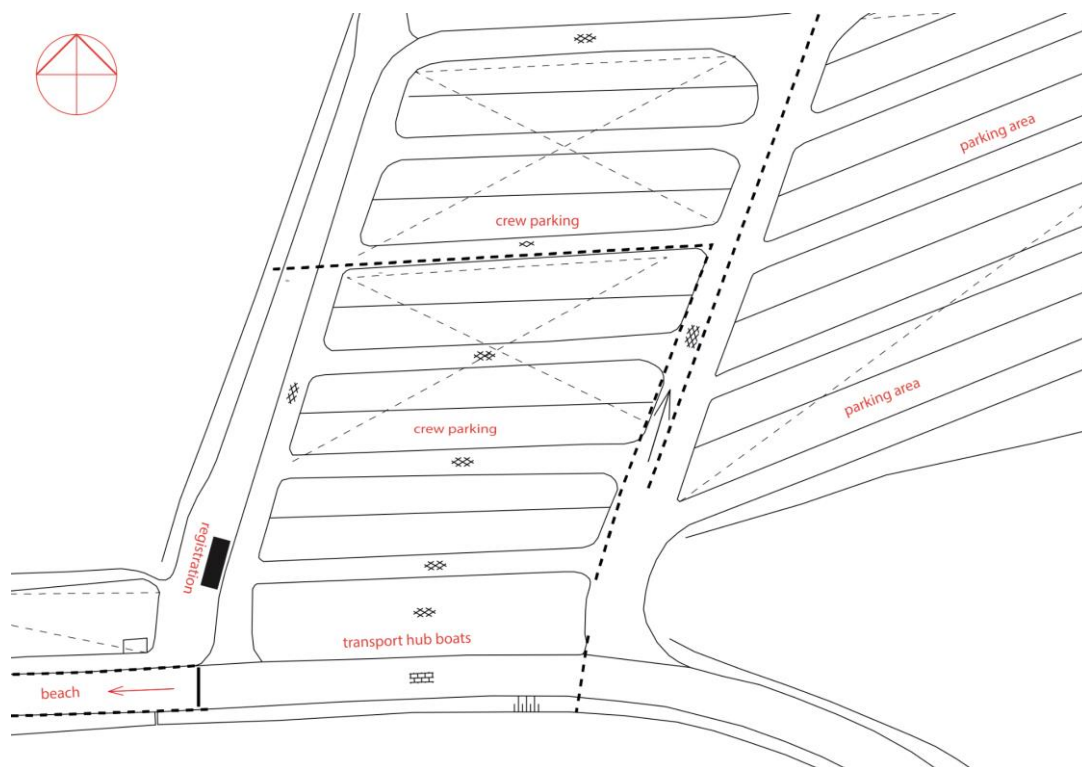 parking area
crew parking
parking area
crew parking
registration
transport hub boats
beach